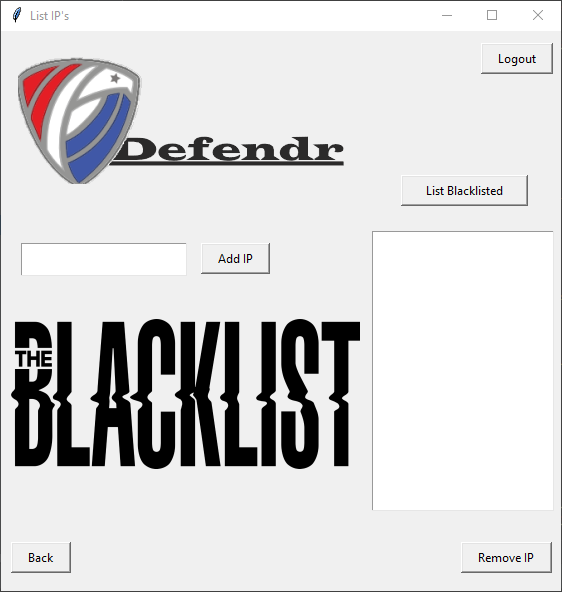 List IP's
Logout
Defendr
List Blacklisted
Add IP
THE
BLACKLIST
Back
Remove IP